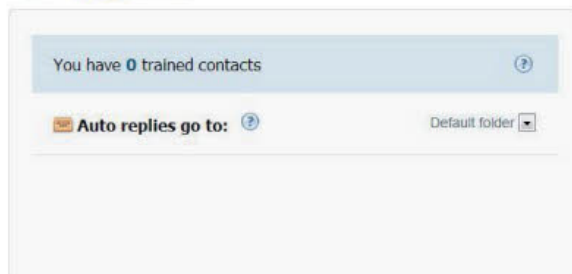 You have 0 trained contacts
Auto replies go to:
Default folder